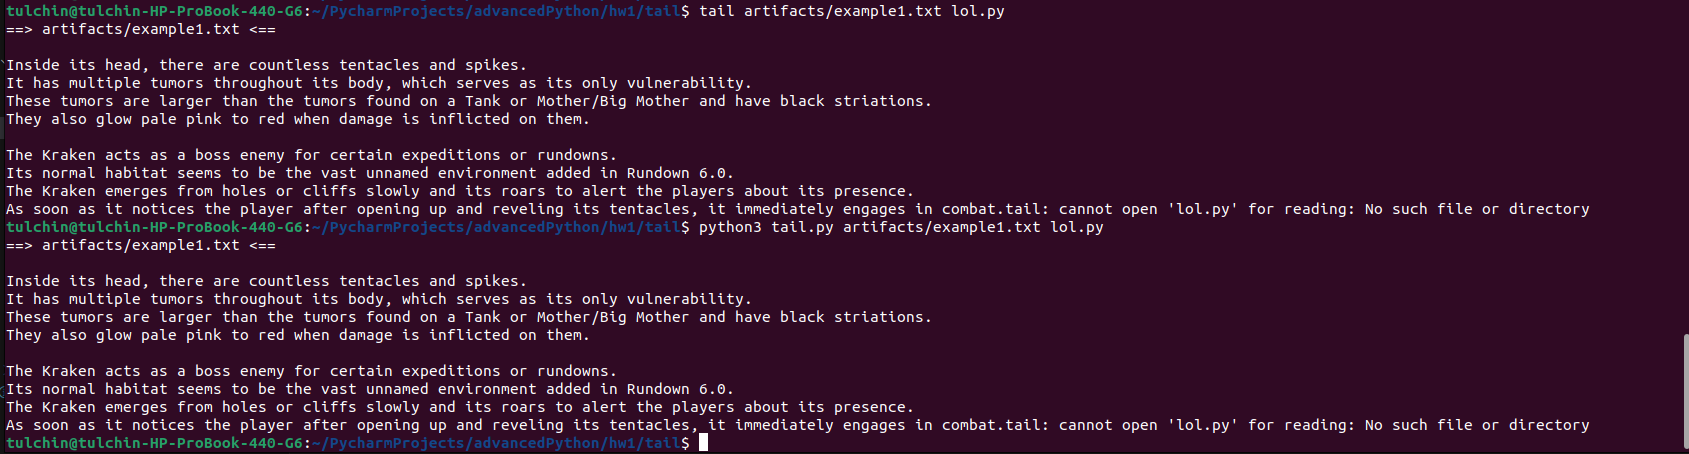 tulchin@tulchin-HP-ProBook-440-G6:~/PycharmProjects/advancedPython/hw1/tail$ tail artifacts/example1.txt lol.py
==> artifacts/example1.txt <==
Inside its head, there are countless tentacles and spikes.
It has multiple tumors throughout its body, which serves as its only vulnerability.
These tumors are larger than the tumors found on a Tank or Mother/Big Mother and have black striations.
They also glow pale pink to red when damage is inflicted on them.
The Kraken acts as a boss enemy for certain expeditions or rundowns.
Its normal habitat seems to be the vast unnamed environment added in Rundown 6.0.
The Kraken emerges from holes or cliffs slowly and its roars to alert the players about its presence.
As soon as it notices the player after opening up and reveling its tentacles, it immediately engages in combat.tail: cannot open 'lol.py' for reading: No such file or directory
tulchin@tulchin-HP-ProBook-440-G6:~/PycharmProjects/advancedPython/hw1/tail$ python3 tail.py artifacts/example1.txt lol.py
==> artifacts/example1.txt <==
Inside its head, there are countless tentacles and spikes.
It has multiple tumors throughout its body, which serves as its only vulnerability.
These tumors are larger than the tumors found on a Tank or Mother/Big Mother and have black striations.
They also glow pale pink to red when damage is inflicted on them.
The Kraken acts as a boss enemy for certain expeditions or rundowns.
Its normal habitat seems to be the vast unnamed environment added in Rundown 6.0.
The Kraken emerges from holes or cliffs slowly and its roars to alert the players about its presence.
As soon as it notices the player after opening up and reveling its tentacles, it immediately engages in combat.tail: cannot open 'lol.py' for reading: No such file or directory
tulchin@tulchin-HP-ProBook-440-G6:~/PycharmProjects/advancedPython/hw1/tail$